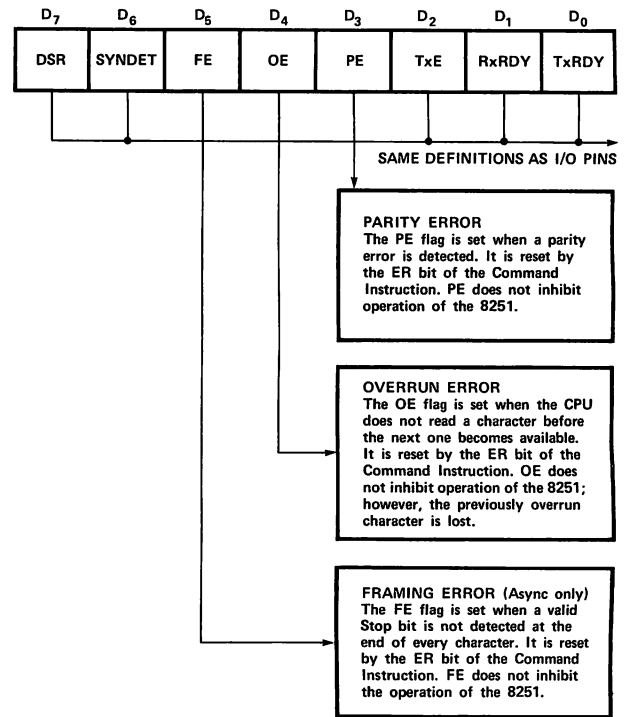 D7 D6 D5 D4 D3 D2 D1 D0
DSR SYNDET FE OE PE TxE RxRDY TxRDY
SAME DEFINITIONS AS I/O PINS
PARITY ERROR
The PE flag is set when a parity
error is detected. It is reset by
the ER bit of the Command
Instruction. PE does not inhibit
operation of the 8251.
OVERRUN ERROR
The OE flag is set when the CPU
does not read a character before
the next one becomes available.
It is reset by the ER bit of the
Command Instruction. OE does
not inhibit operation of the 8251;
however, the previously overrun
character is lost.
FRAMING ERROR (Async only)
The FE flag is set when a valid
Stop bit is not detected at the
end of every character. It is reset
by the ER bit of the Command
Instruction. FE does not inhibit
the operation of the 8251.